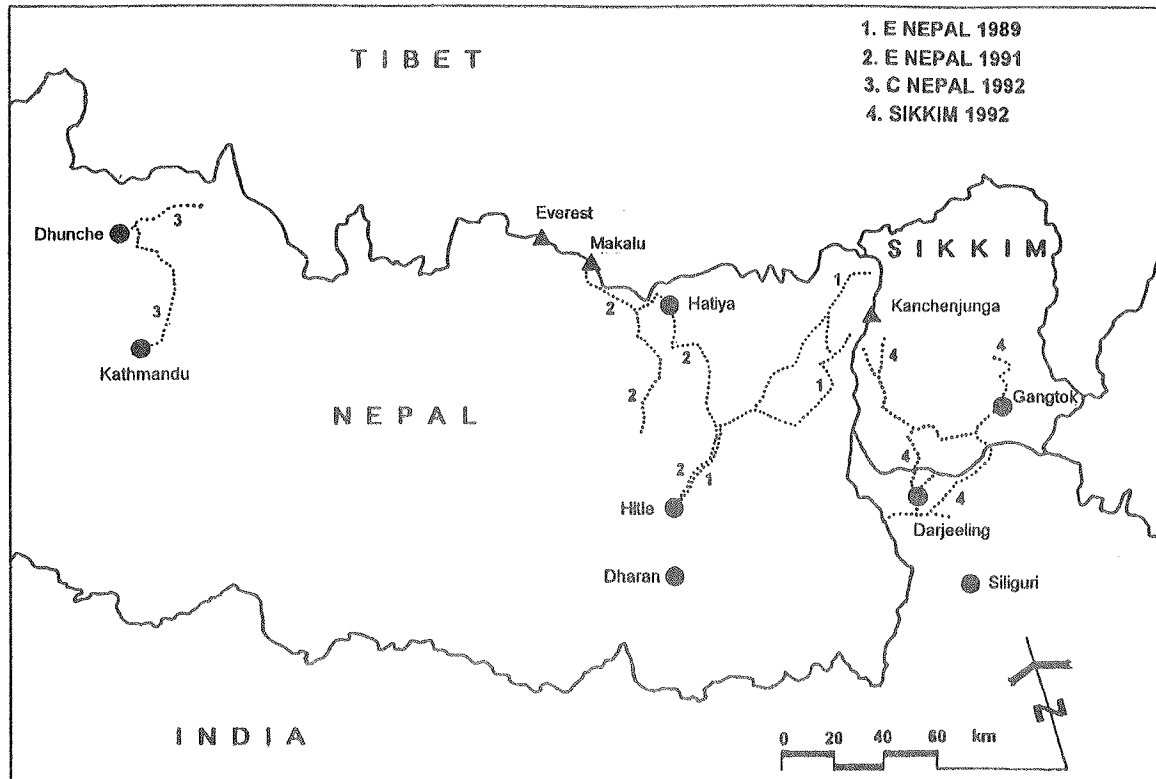 1. E NEPAL 1989
2. E NEPAL 1991
3. C NEPAL 1992
4. SIKKIM 1992
TIBET
Everest
Makalu
SIKKIM
3
Dhunche
1
Hatiya
Kanchenjunga
2
3
2
4
4
Kathmandu
1
2
Gangtok
NEPAL
4
2
1
4
Hille
Darjeeling
Dharan
Siliguri
N
INDIA
0 20 40 60 km